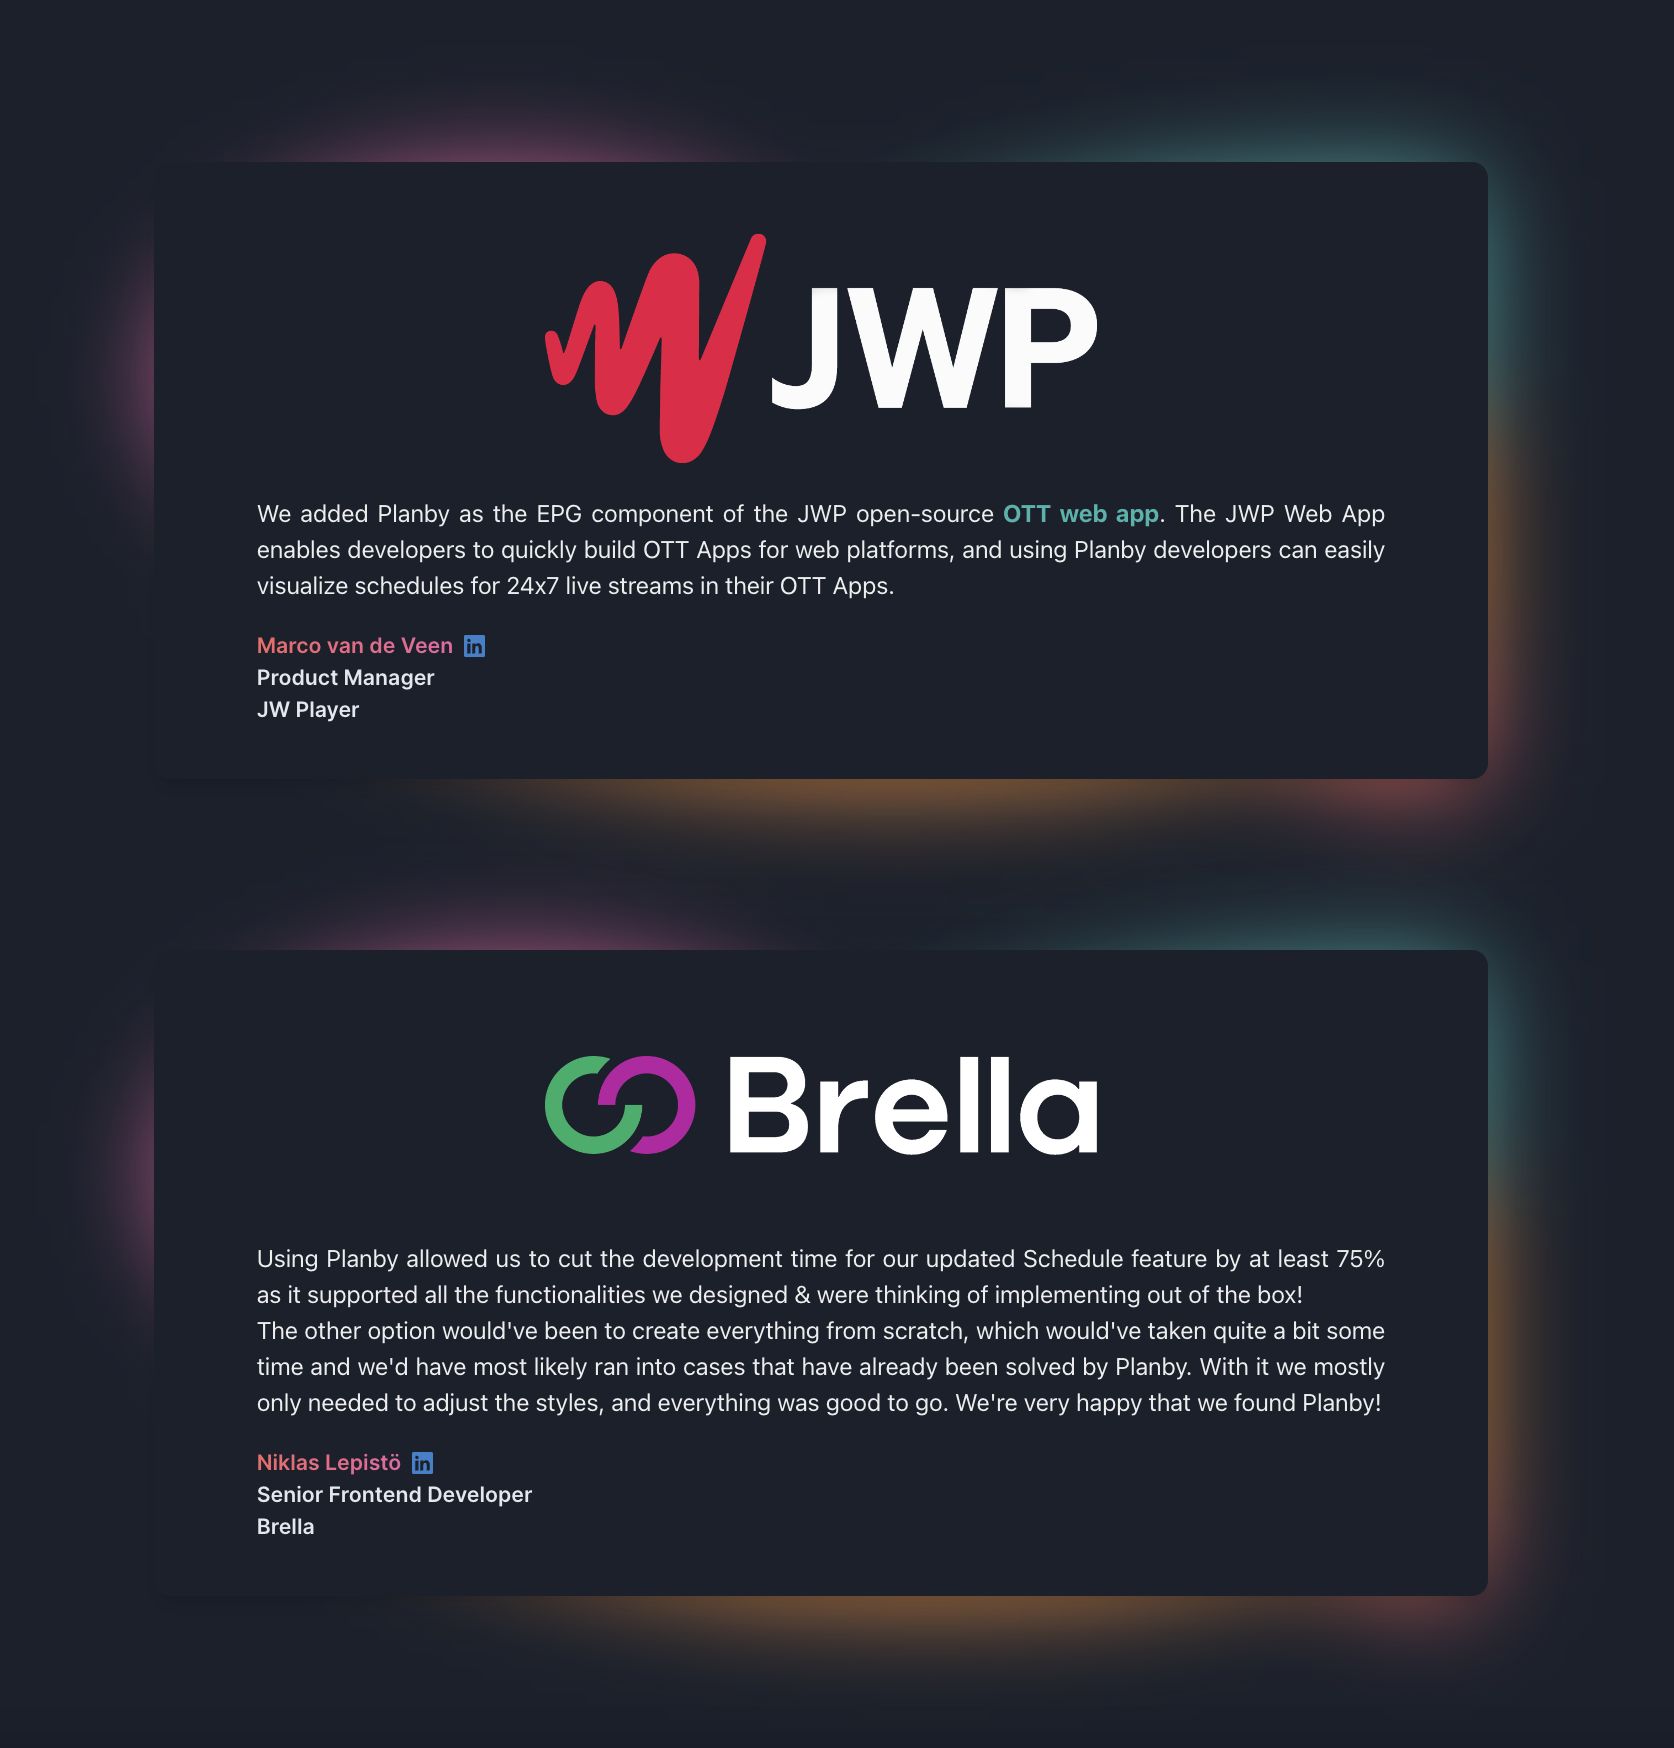 JWP
We added Planby as the EPG component of the JWP open-source OTT web app. The JWP Web App
enables developers to quickly build OTT Apps for web platforms, and using Planby developers can easily
visualize schedules for 24x7 live streams in their OTT Apps.
Marco van de Veen in
Product Manager
JW Player
Brella
Using Planby allowed us to cut the development time for our updated Schedule feature by at least 75%
as it supported all the functionalities we designed & were thinking of implementing out of the box!
The other option would've been to create everything from scratch, which would've taken quite a bit some
time and we'd have most likely ran into cases that have already been solved by Planby. With it we mostly
only needed to adjust the styles, and everything was good to go. We're very happy that we found Planby!
Niklas Lepistö in
Senior Frontend Developer
Brella